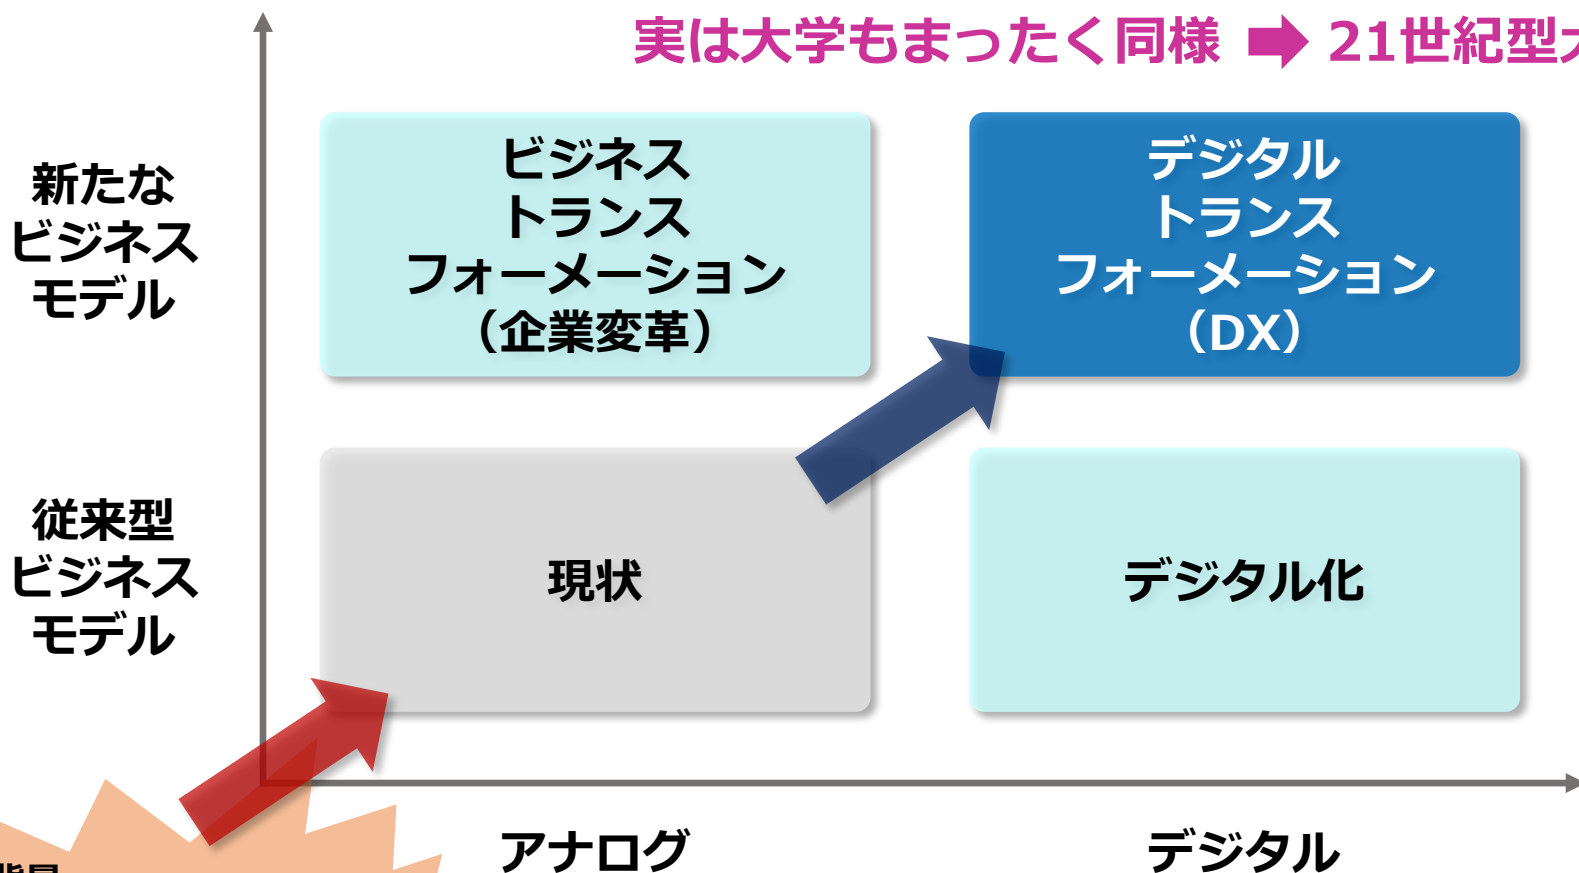 実は大学もまったく同様 ➡ 21世紀型
新たな
ビジネス
モデル
ビジネス
トランス
フォーメーション
（企業変革）
デジタル
トランス
フォーメーション
（DX）
従来型
ビジネス
モデル
現状
デジタル化
アナログ
デジタル